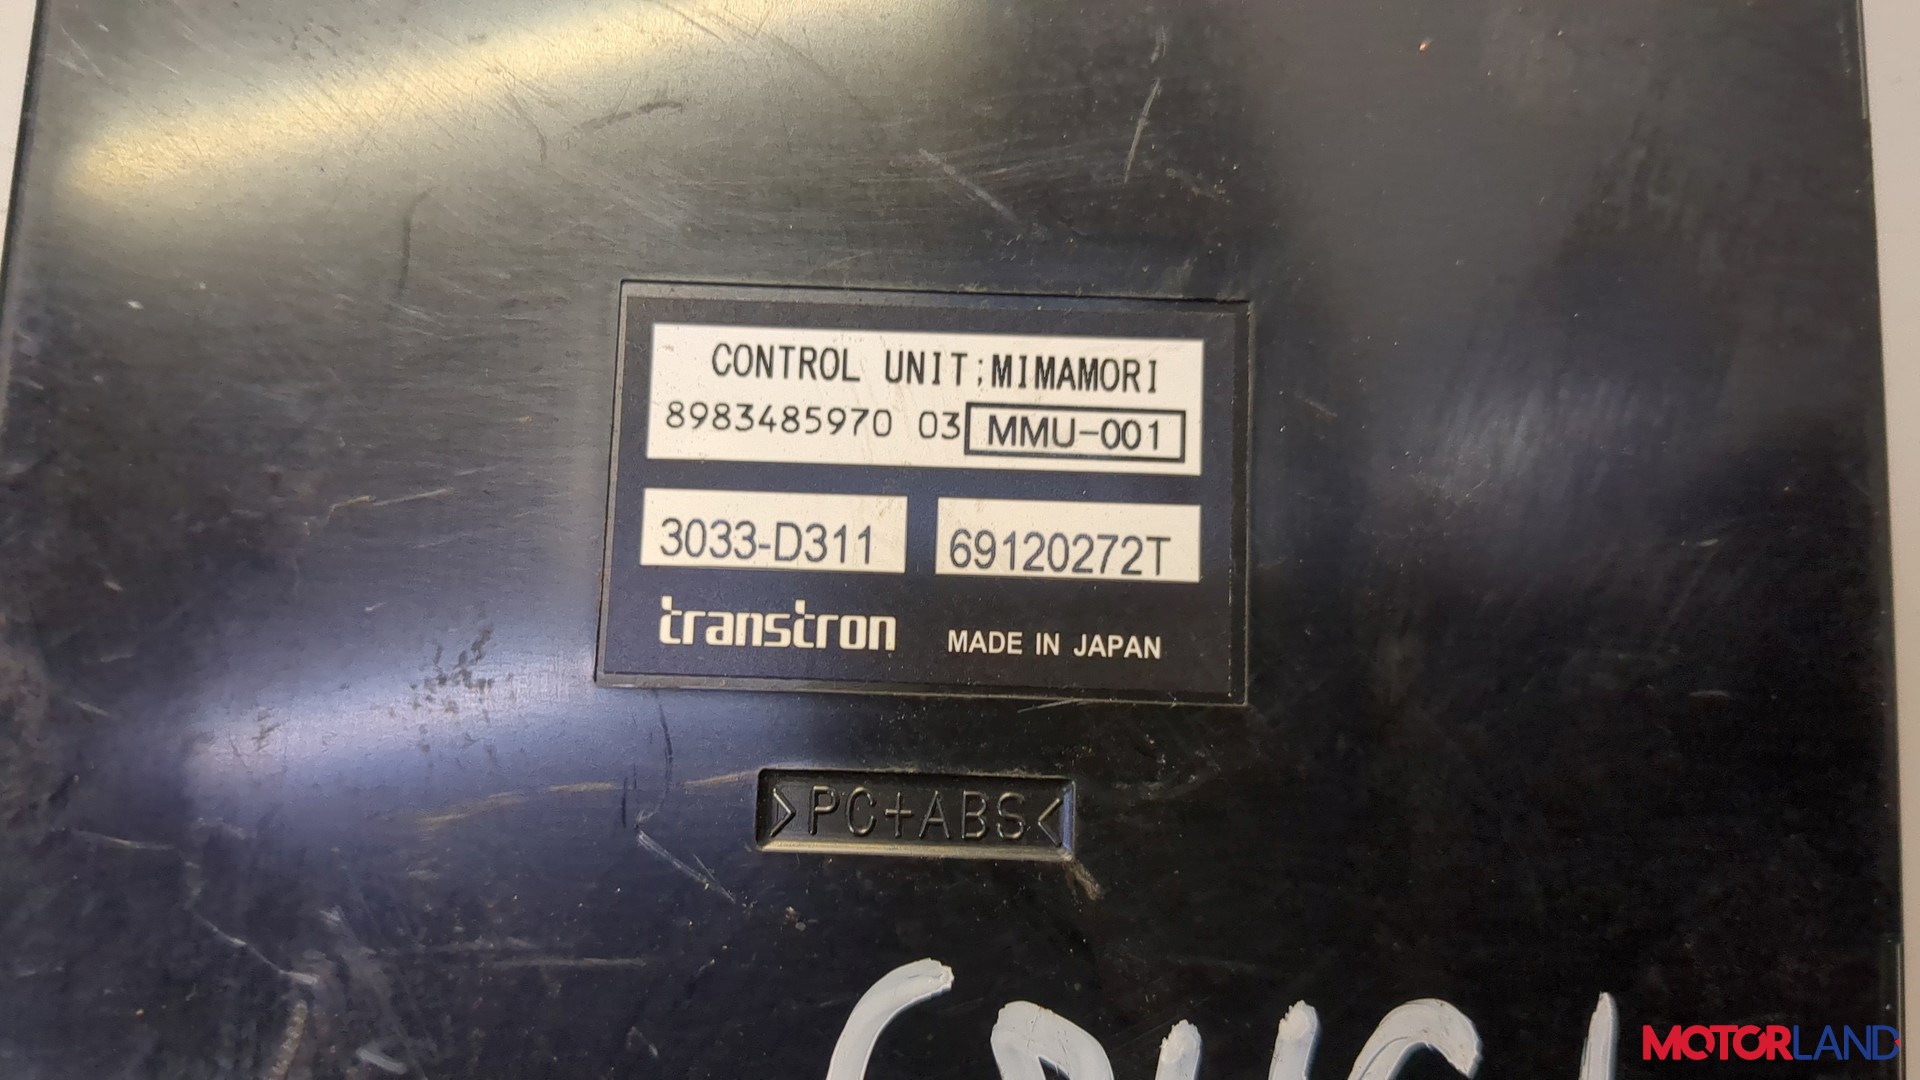 CONTROL UNIT;MIMAMORI
8983485970 03 MMU-001
3033-D311 69120272T
transtron MADE IN JAPAN
>PC+ABS<
MOTORLAND